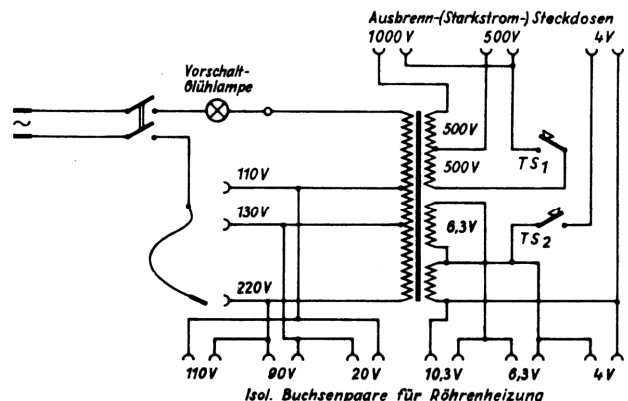 Ausbrenn-(Starkstrom-) Steckdosen
1000V 500V 4V
Vorschalt-
Glühlampe
~
500V
500V
TS1
110V
130V
6,3V
TS2
220V
110V 90V 20V 10,3V 6,3V 4V
Isol. Buchsenpaare für Röhrenheizung